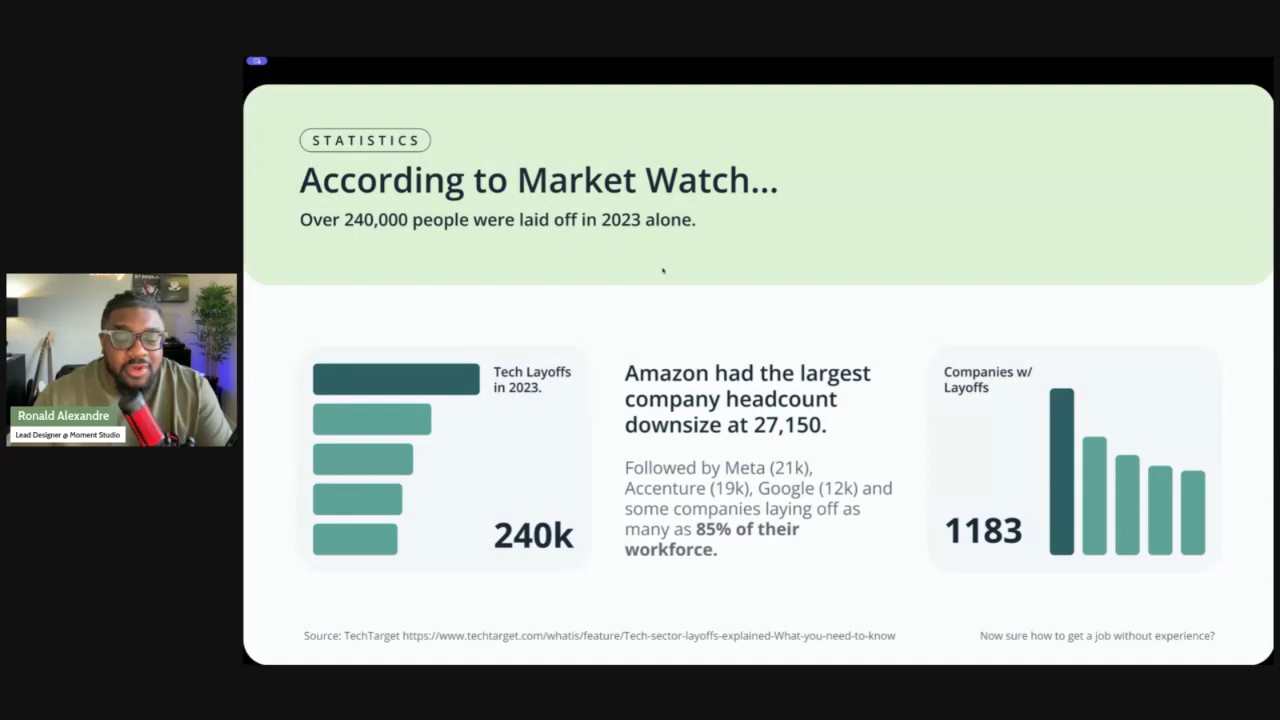 STATISTICS
According to Market Watch...
Over 240,000 people were laid off in 2023 alone.
Tech Layoffs
in 2023.
240k
Amazon had the largest
company headcount
downsize at 27,150.
Followed by Meta (21k),
Accenture (19k), Google (12k) and
some companies laying off as
many as 85% of their
workforce.
Companies w/
Layoffs
1183
Ronald Alexandre
Lead Designer @ Moment Studio
Source: TechTarget https://www.techtarget.com/whatis/feature/Tech-sector-layoffs-explained-What-you-need-to-know
Now sure how to get a job without experience?